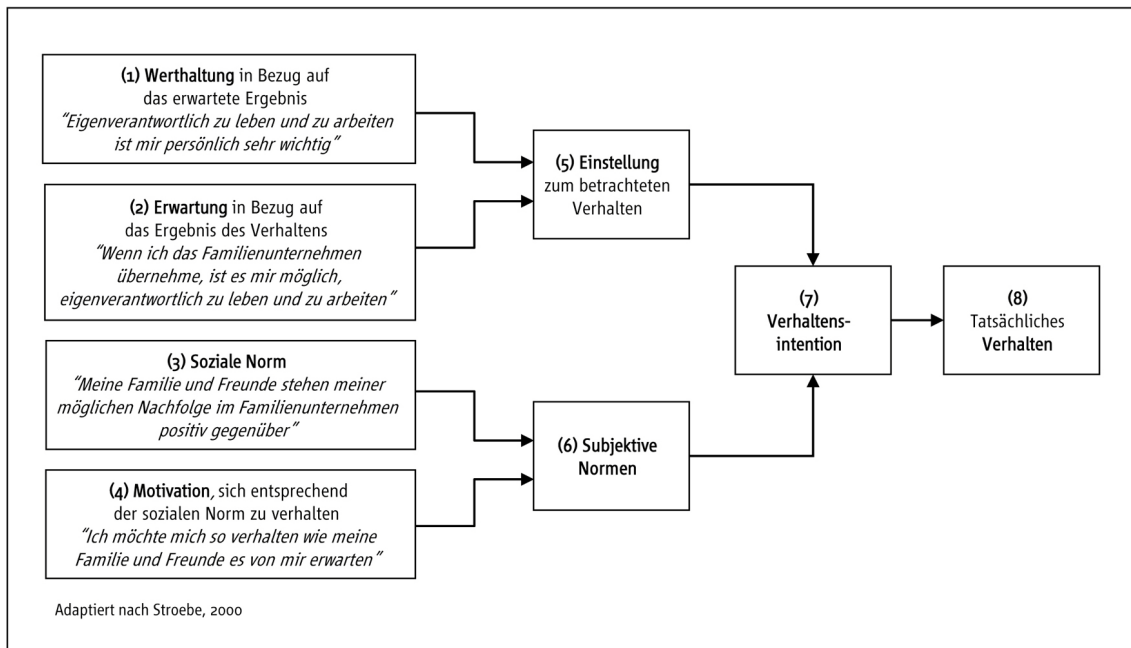 (1) Werthaltung in Bezug auf
das erwartete Ergebnis
"Eigenverantwortlich zu leben und zu arbeiten
ist mir persönlich sehr wichtig"
(2) Erwartung in Bezug auf
das Ergebnis des Verhaltens
"Wenn ich das Familienunternehmen
übernehme, ist es mir möglich,
eigenverantwortlich zu leben und zu arbeiten"
(3) Soziale Norm
"Meine Familie und Freunde stehen meiner
möglichen Nachfolge im Familienunternehmen
positiv gegenüber"
(4) Motivation, sich entsprechend
der sozialen Norm zu verhalten
"Ich möchte mich so verhalten wie meine
Familie und Freunde es von mir erwarten"
(5) Einstellung
zum betrachteten
Verhalten
(6) Subjektive
Normen
(7)
Verhaltens-
intention
(8)
Tatsächliches
Verhalten
Adaptiert nach Stroebe, 2000